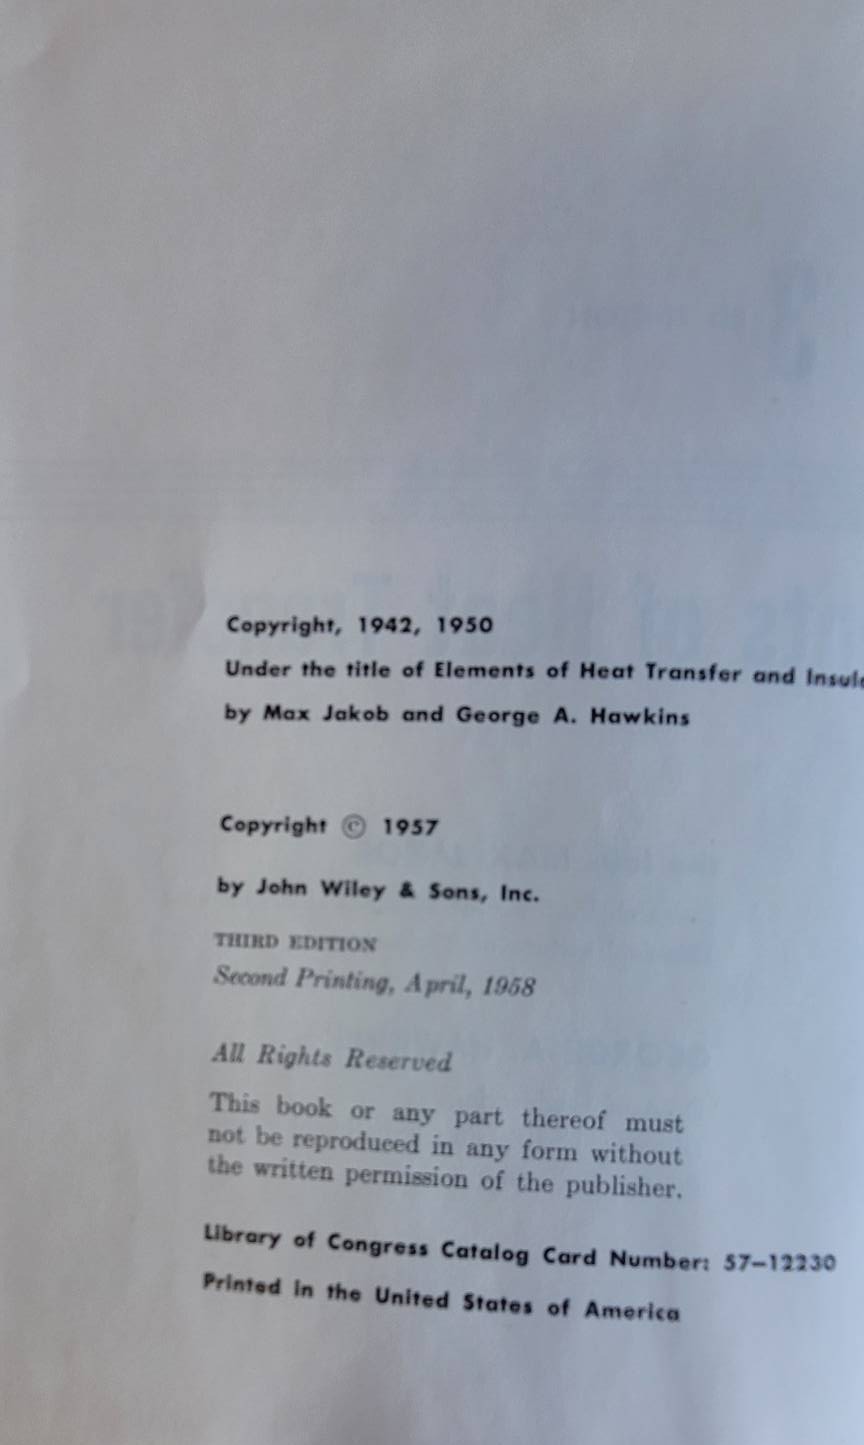 Copyright, 1942, 1950
Under the title of Elements of Heat Transfer and
by Max Jakob and George A. Hawkins
Copyright © 1957
by John Wiley & Sons, Inc.
THIRD EDITION
Second Printing, April, 1958
All Rights Reserved
This book or any part thereof must
not be reproduced in any form without
the written permission of the publisher.
Library of Congress Catalog Card Number: 57–12230
Printed in the United States of America